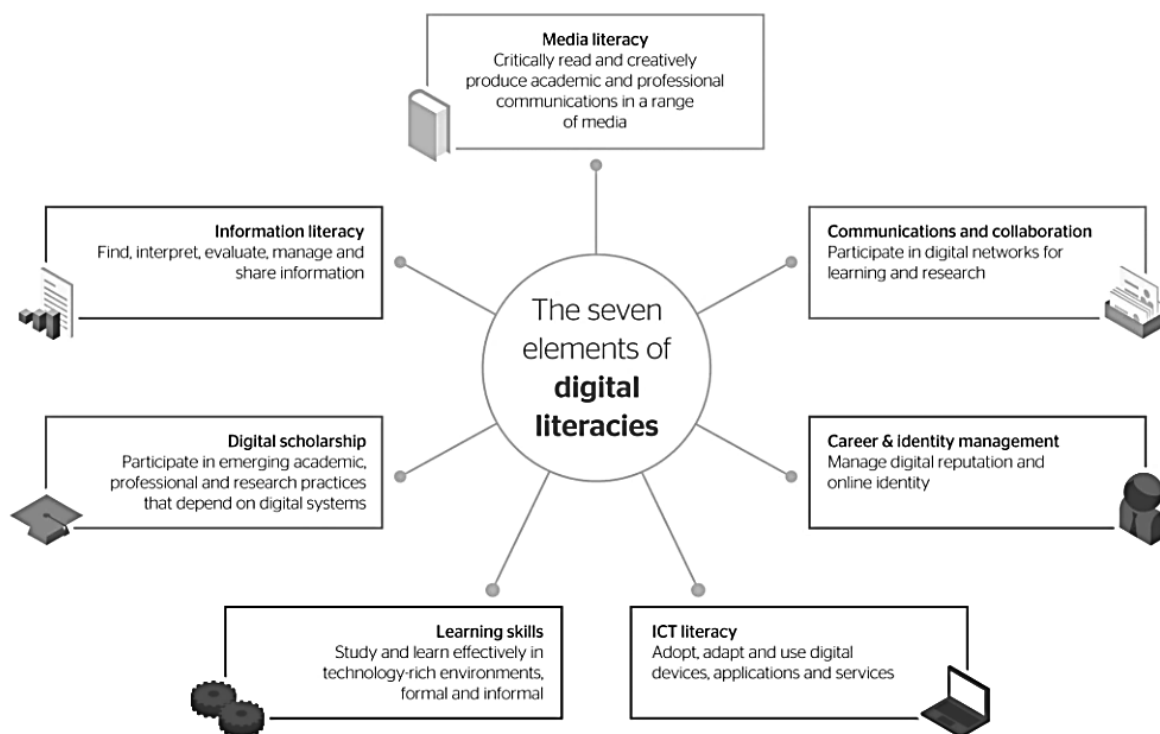 Media literacy
Critically read and creatively
produce academic and professional
communications in a range
of media
Information literacy
Find, interpret, evaluate, manage and
share information
Communications and collaboration
Participate in digital networks for
learning and research
The seven
elements of
digital
literacies
Digital scholarship
Participate in emerging academic,
professional and research practices
that depend on digital systems
Career & identity management
Manage digital reputation and
online identity
Learning skills
Study and learn effectively in
technology-rich environments,
formal and informal
ICT literacy
Adopt, adapt and use digital
devices, applications and services